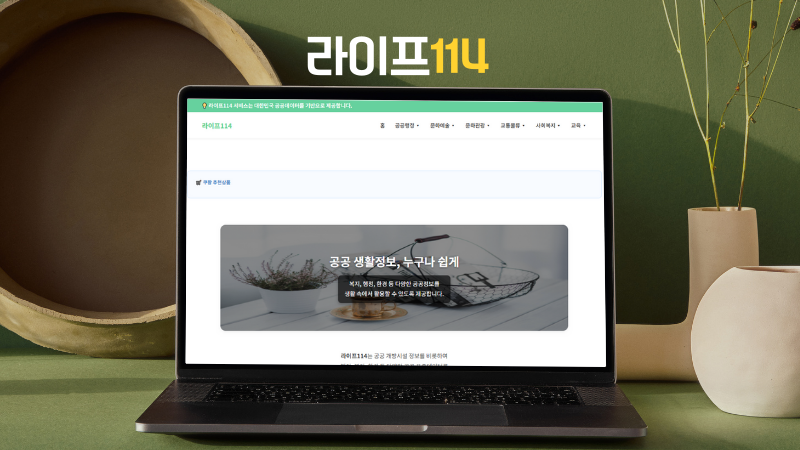 라이프114
라이프114 서비스는 대한민국 공공데이터를 기반으로 제공합니다.
라이프114
홈 공공행정 문화예술 문화관광 교통물류 사회복지 교육
쿠팡 추천상품
공공 생활정보, 누구나 쉽게
복지, 행정, 환경 등 다양한 공공정보를
생활 속에서 활용할 수 있도록 제공합니다.
라이프114는 공공 개방시설 정보를 비롯하여